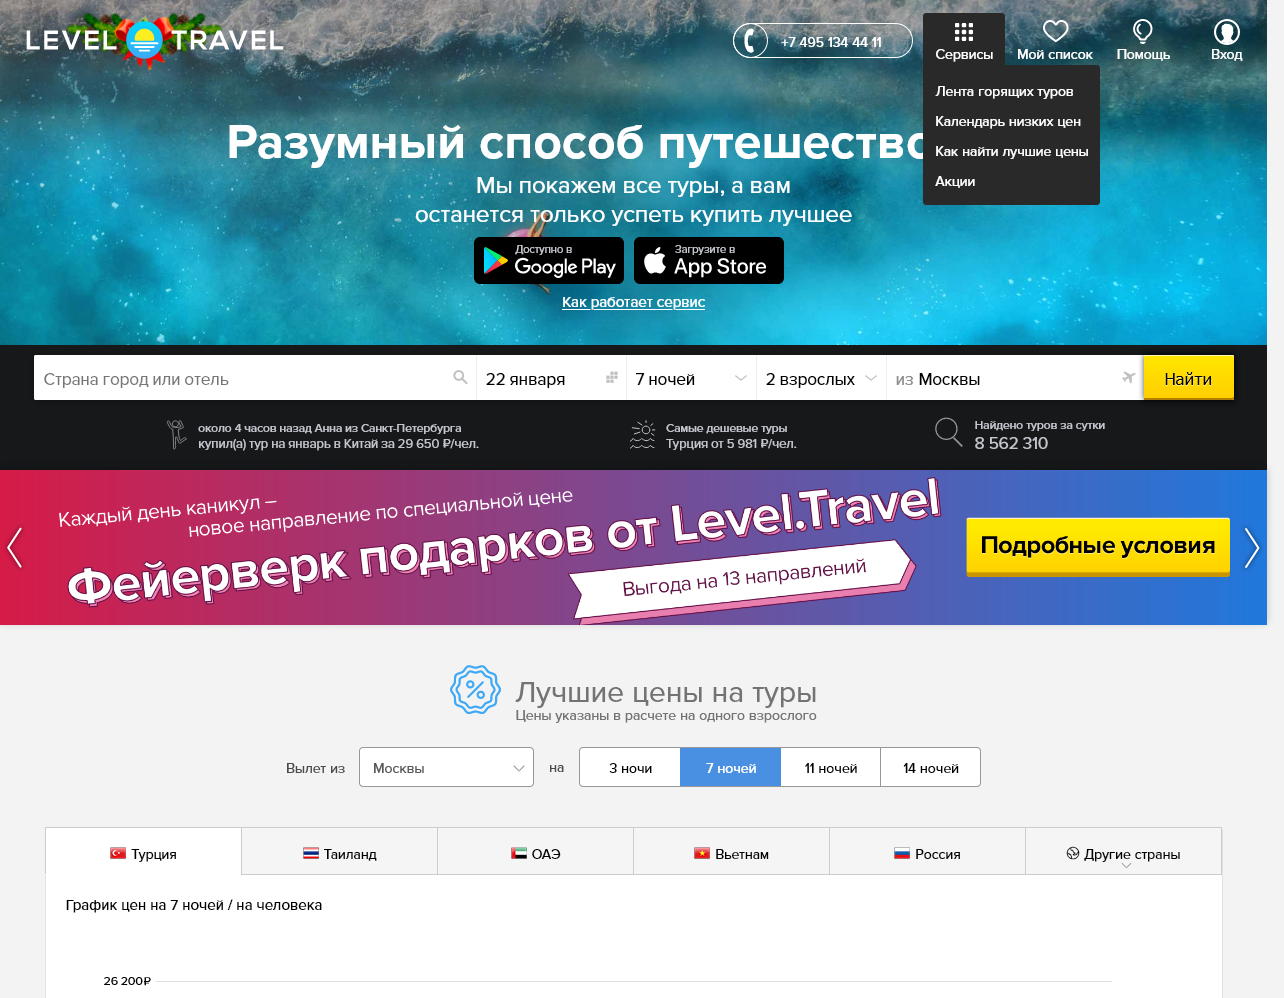 LEVEL TRAVEL
+7 495 134 44 11
Сервисы
Мой список
Помощь
Вход
Лента горящих туров
Календарь низких цен
Как найти лучшие цены
Акции
Разумный способ путешество
Мы покажем все туры, а вам
останется только успеть купить лучшее
Доступно в
Google Play
Загрузите в
App Store
Как работает сервис
Страна город или отель
22 января
7 ночей
2 взрослых
из Москвы
Найти
около 4 часов назад Анна из Санкт-Петербурга
купил(а) тур на январь в Китай за 29 650 ₽/чел.
Самые дешевые туры
Турция от 5 981 ₽/чел.
Найдено туров за сутки
8 562 310
Каждый день каникул –
новое направление по специальной цене
Фейерверк подарков от Level.Travel
Выгода на 13 направлений
Подробные условия
Лучшие цены на туры
Цены указаны в расчете на одного взрослого
Вылет из
Москвы
на
3 ночи
7 ночей
11 ночей
14 ночей
Турция
Таиланд
ОАЭ
Вьетнам
Россия
Другие страны
График цен на 7 ночей / на человека
26 200₽